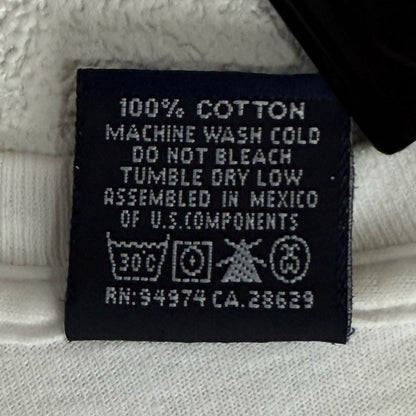 100% COTTON
MACHINE WASH COLD
DO NOT BLEACH
TUMBLE DRY LOW
ASSEMBLED IN MEXICO
OF U.S.COMPONENTS
30C
RN: 94974 CA. 28629